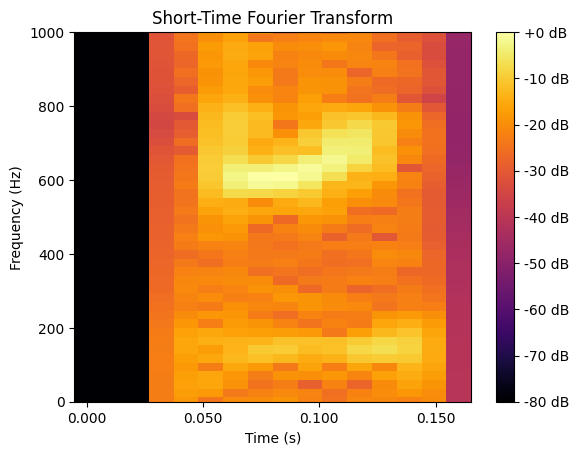 Short-Time Fourier Transform
Frequency (Hz)
1000
800
600
400
200
0
0.000
0.050
0.100
0.150
Time (s)
+0 dB
-10 dB
-20 dB
-30 dB
-40 dB
-50 dB
-60 dB
-70 dB
-80 dB